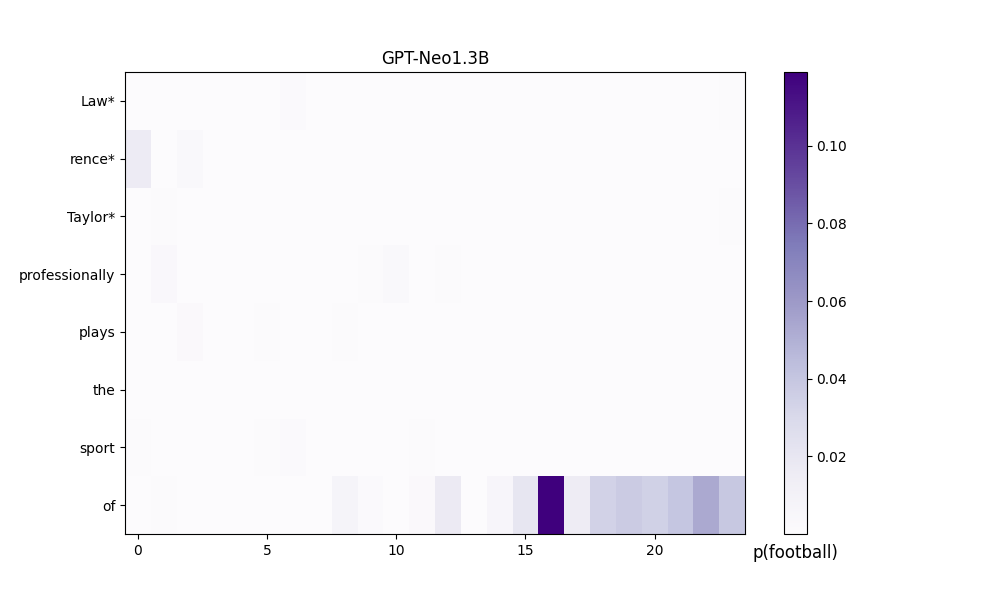 GPT-Neo1.3B
Law*
rence*
Taylor*
professionally
plays
the
sport
of
0
5
10
15
20
0.10
0.08
0.06
0.04
0.02
p(football)